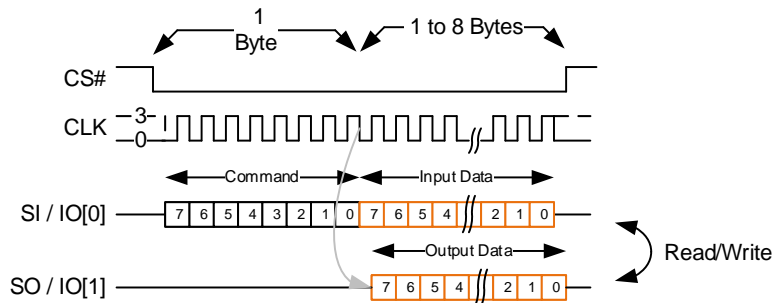 1
Byte
1 to 8 Bytes
CS#
CLK 3
0
Command Input Data
SI / IO[0] 7 6 5 4 3 2 1 0 7 6 5 4 2 1 0
Output Data
Read/Write
SO / IO[1] 7 6 5 4 2 1 0